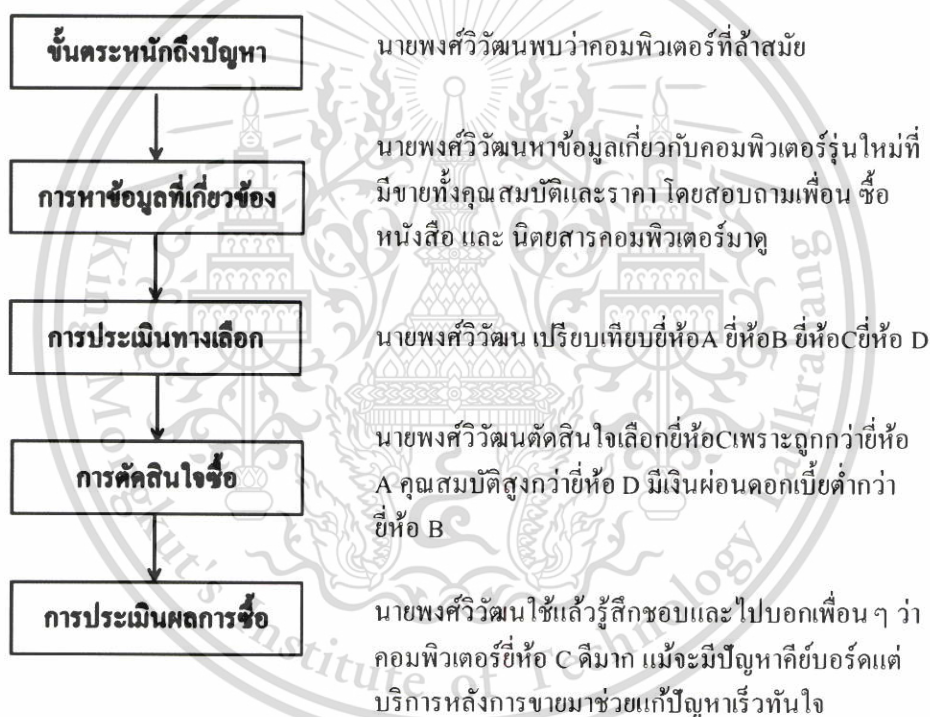 ขั้นตระหนักถึงปัญหา
นายพงศ์วิวัฒนพบว่าคอมพิวเตอร์ที่ล้าสมัย
การหาข้อมูลที่เกี่ยวข้อง
นายพงศ์วิวัฒนหาข้อมูลเกี่ยวกับคอมพิวเตอร์รุ่นใหม่ที่
มีขายทั้งคุณสมบัติและราคา โดยสอบถามเพื่อน ซื้อ
หนังสือ และ นิตยสารคอมพิวเตอร์มาดู
การประเมินทางเลือก
นายพงศ์วิวัฒน เปรียบเทียบยี่ห้อA ยี่ห้อB ยี่ห้อCยี่ห้อ D
การตัดสินใจซื้อ
นายพงศ์วิวัฒนตัดสินใจเลือกยี่ห้อCเพราะถูกกว่ายี่ห้อ
A คุณสมบัติสูงกว่ายี่ห้อ D มีเงินผ่อนดอกเบี้ยต่ำกว่า
ยี่ห้อ B
การประเมินผลการซื้อ
นายพงศ์วิวัฒนใช้แล้วรู้สึกชอบและไปบอกเพื่อน ๆ ว่า
คอมพิวเตอร์ยี่ห้อ C ดีมาก แม้จะมีปัญหาคีย์บอร์ดแต่
บริการหลังการขายมาช่วยแก้ปัญหาเร็วทันใจ
King Mongkut's Institute of Technology Ladkrabang